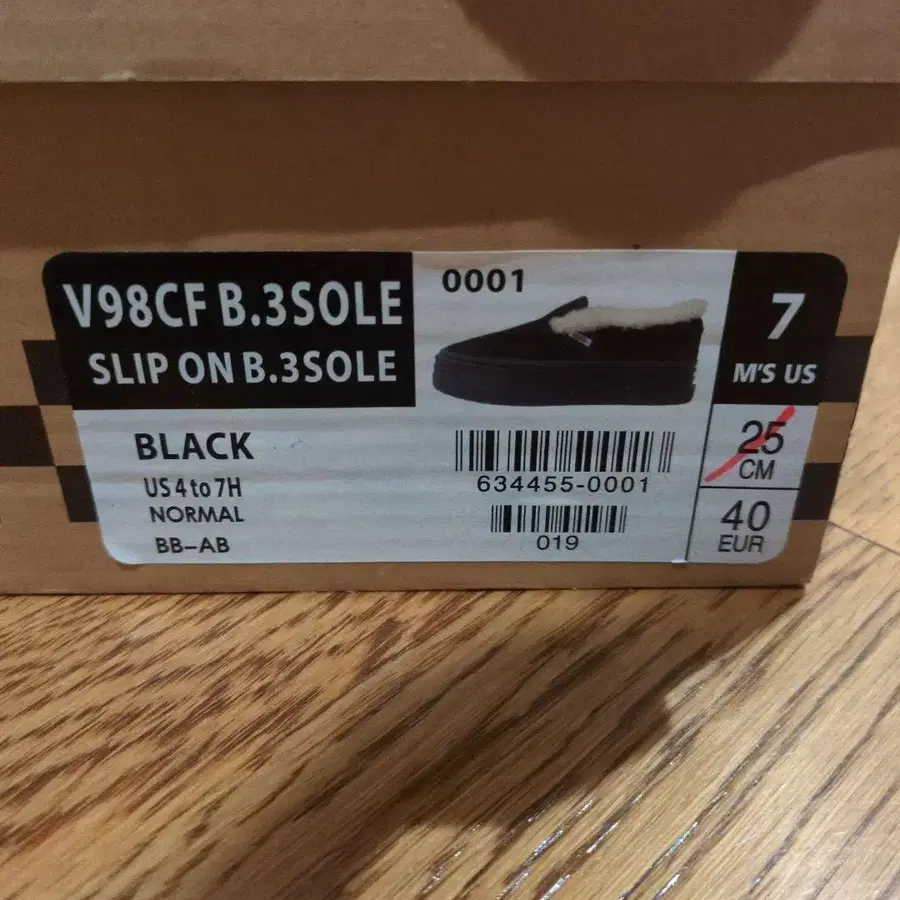 V98CF B.3SOLE
SLIP ON B.3SOLE
0001
7
M'S US
BLACK
US 4 to 7H
NORMAL
BB-AB
634455-0001
019
25
CM
40
EUR